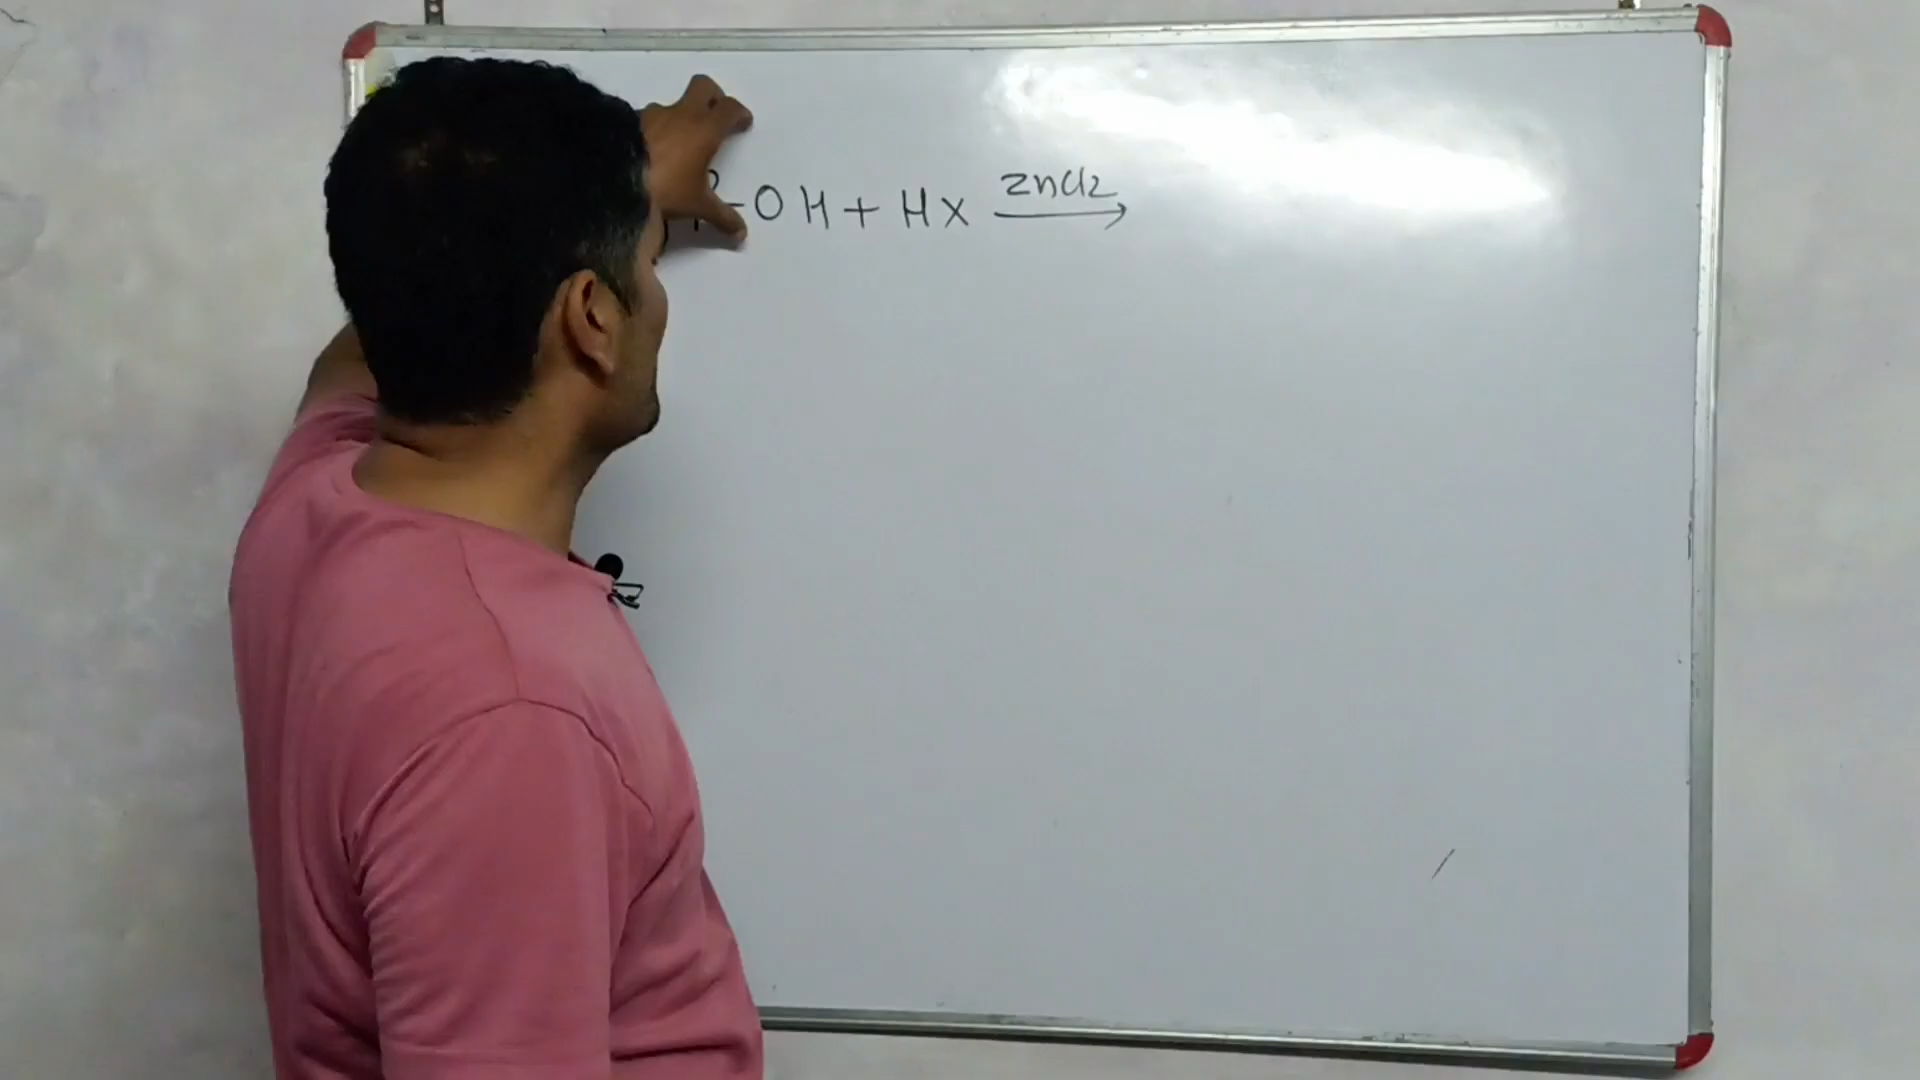 R-OH + HX ZnCl2 →